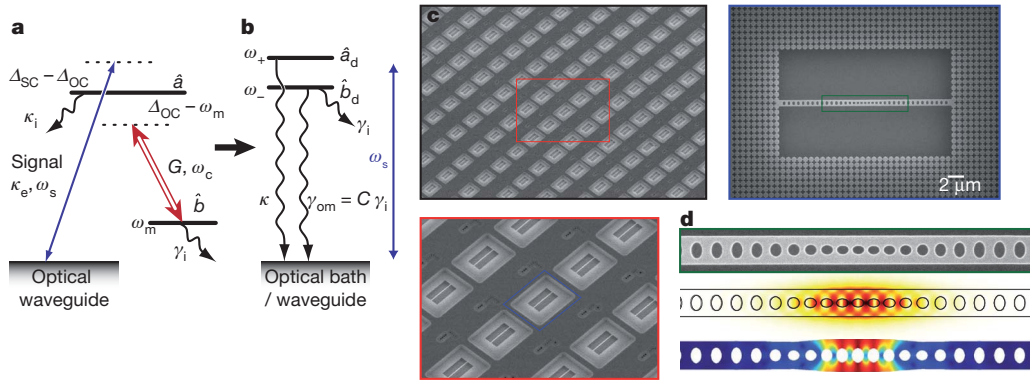 a
Δ_SC − Δ_OC
â
κ_i
Δ_OC − ω_m
Signal
κ_e, ω_s
G, ω_c
b̂
ω_m
γ_i
Optical
waveguide
b
ω_+
â_d
ω_−
b̂_d
γ_i
ω_s
κ
γ_om = C γ_i
Optical bath
/ waveguide
c
2 μm
d